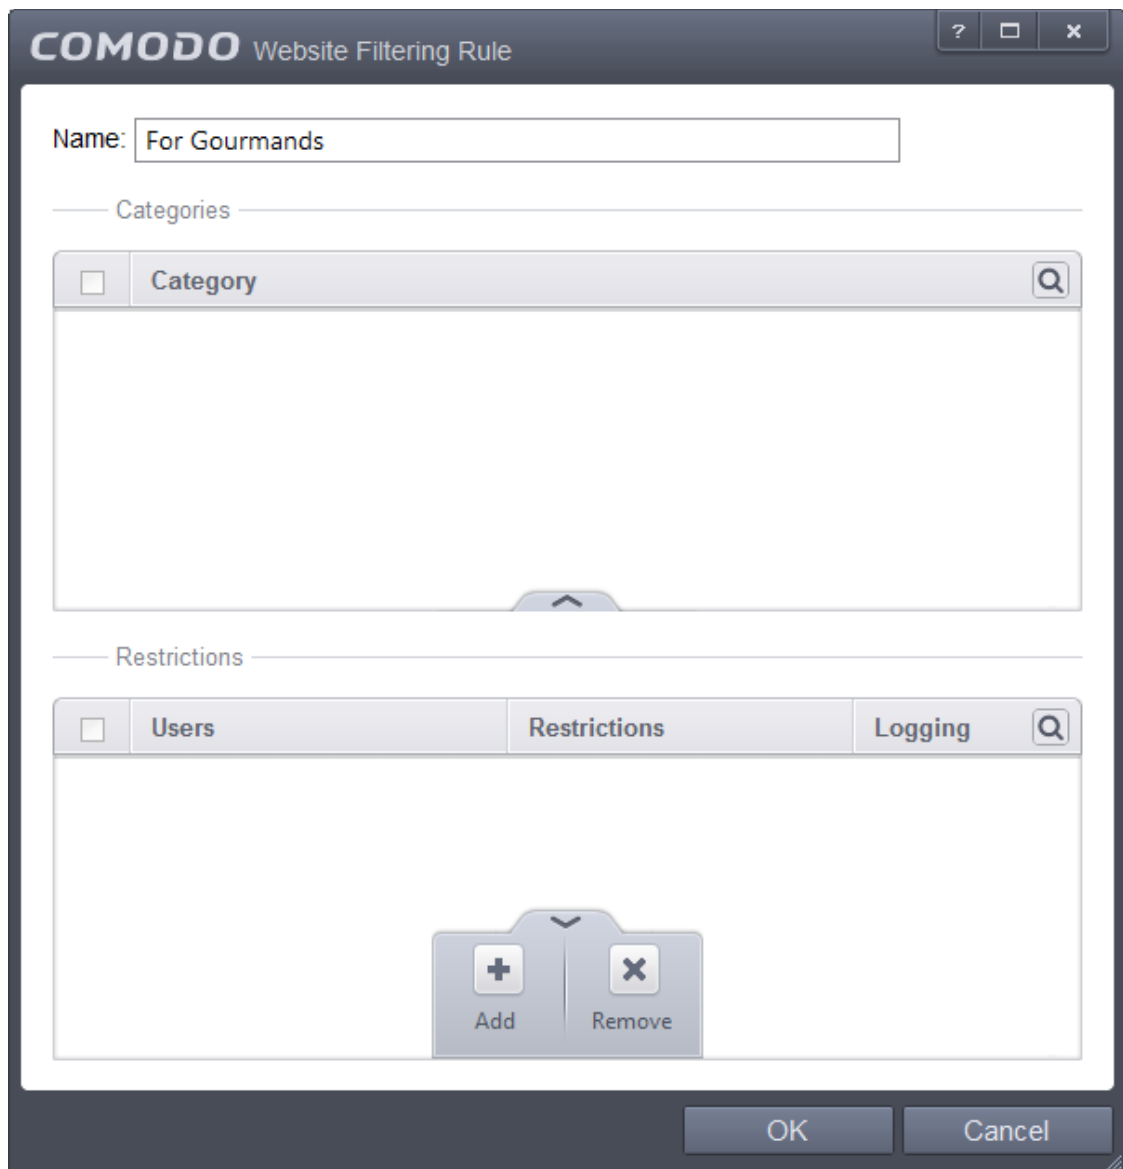 COMODO Website Filtering Rule ?
Name: For Gourmands
Categories
Category
Restrictions
Users Restrictions Logging
Add Remove
OK Cancel